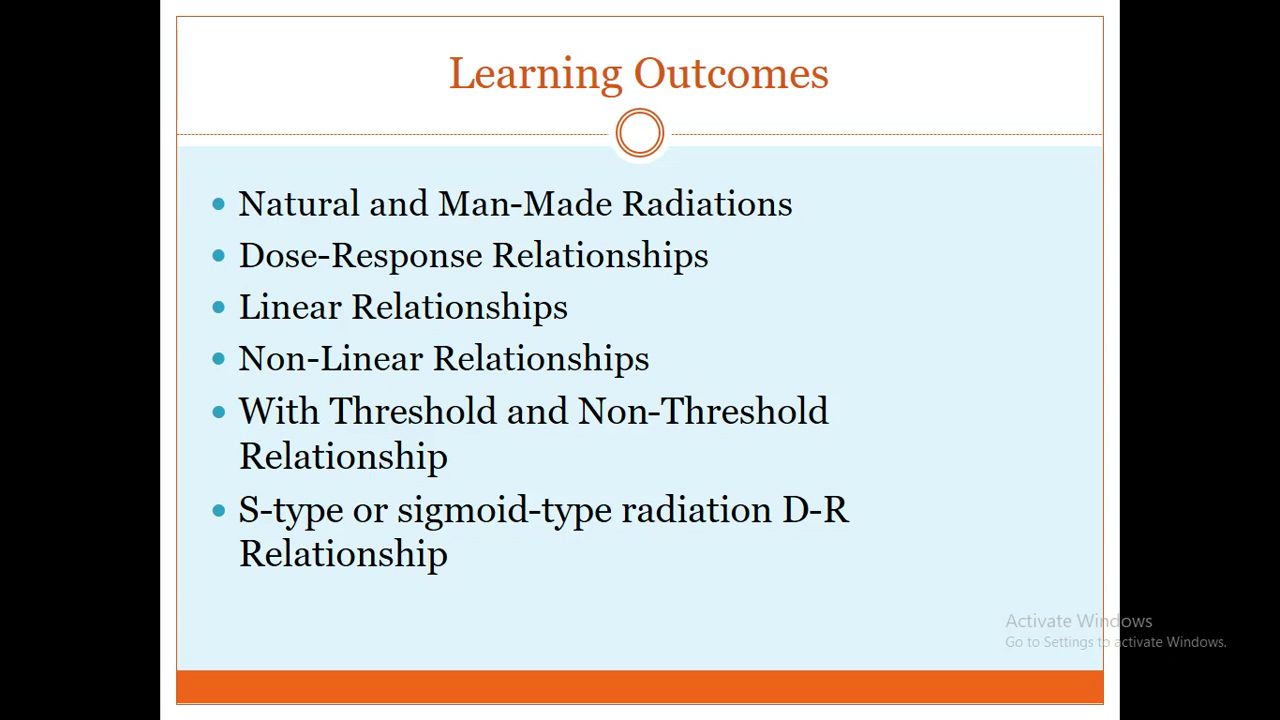 Learning Outcomes
• Natural and Man-Made Radiations
• Dose-Response Relationships
• Linear Relationships
• Non-Linear Relationships
• With Threshold and Non-Threshold
Relationship
• S-type or sigmoid-type radiation D-R
Relationship
Activate Windows
Go to Settings to activate Windows.